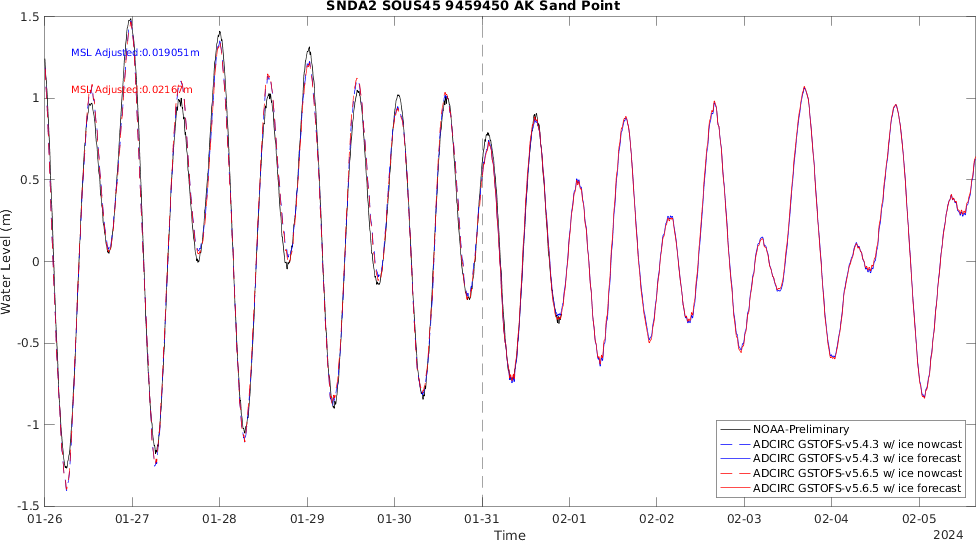 SNDA2 SOUS45 9459450 AK Sand Point
1.5
MSL Adjusted:0.019051m
MSL Adjusted:0.02167m
1
0.5
0
-0.5
-1
-1.5
Water Level (m)
NOAA-Preliminary
ADCIRC GSTOFS-v5.4.3 w/ ice nowcast
ADCIRC GSTOFS-v5.4.3 w/ ice forecast
ADCIRC GSTOFS-v5.6.5 w/ ice nowcast
ADCIRC GSTOFS-v5.6.5 w/ ice forecast
01-26 01-27 01-28 01-29 01-30 01-31 02-01 02-02 02-03 02-04 02-05
Time
2024